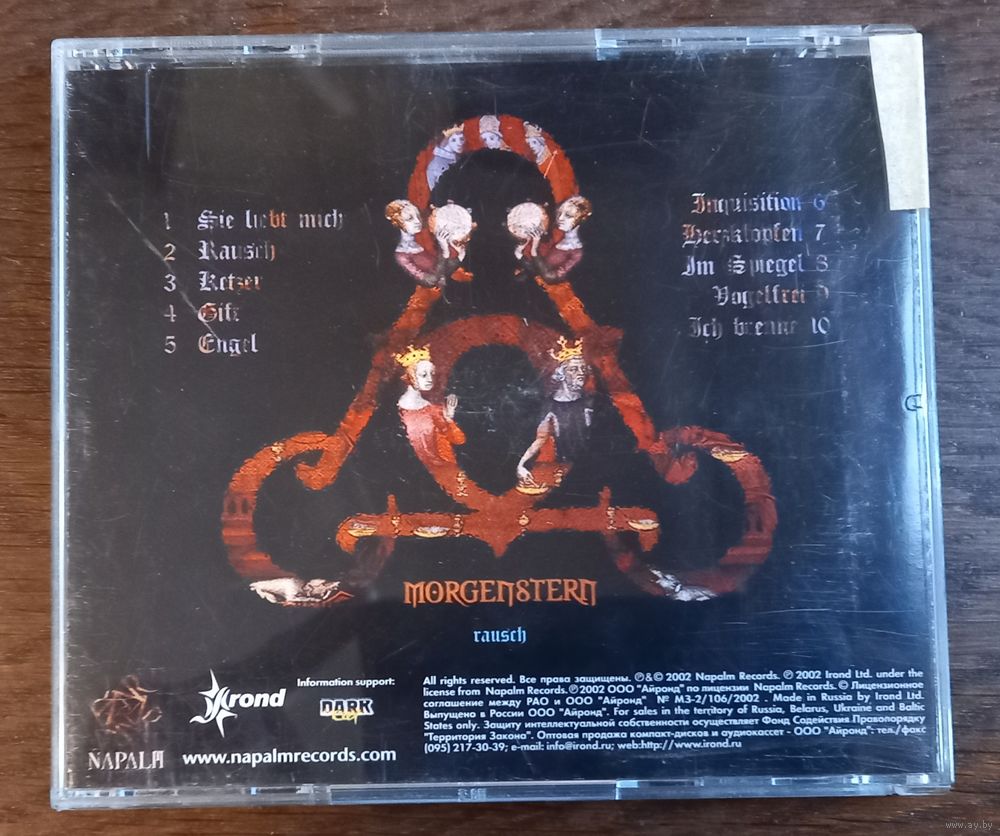 1 Sie liebt mich
2 Rausch
3 Ketzer
4 Gift
5 Engel
Inquisition 6
Herzklopfen 7
Im Spiegel 8
Vogelfrei 9
Ich brenne 10
MORGENSTERN
rausch
NAPALM
Irond
www.napalmrecords.com
Information support:
DARK City
All rights reserved. Все права защищены. ℗&© 2002 Napalm Records. ℗ 2002 Irond Ltd. under the
license from Napalm Records.℗2002 ООО "Айронд" по лицензии Napalm Records. © Лицензионное
соглашение между РАО и ООО "Айронд" № МЗ-2/106/2002 . Made in Russia by Irond Ltd.
Выпущено в России ООО "Айронд". For sales in the territory of Russia, Belarus, Ukraine and Baltic
States only. Защиту интеллектуальной собственности осуществляет Фонд Содействия Правопорядку
"Территория Закона". Оптовая продажа компакт-дисков и аудиокассет - ООО "Айронд": тел./факс
(095) 217-30-39; e-mail: info@irond.ru; web:http://www.irond.ru
www.ay.by